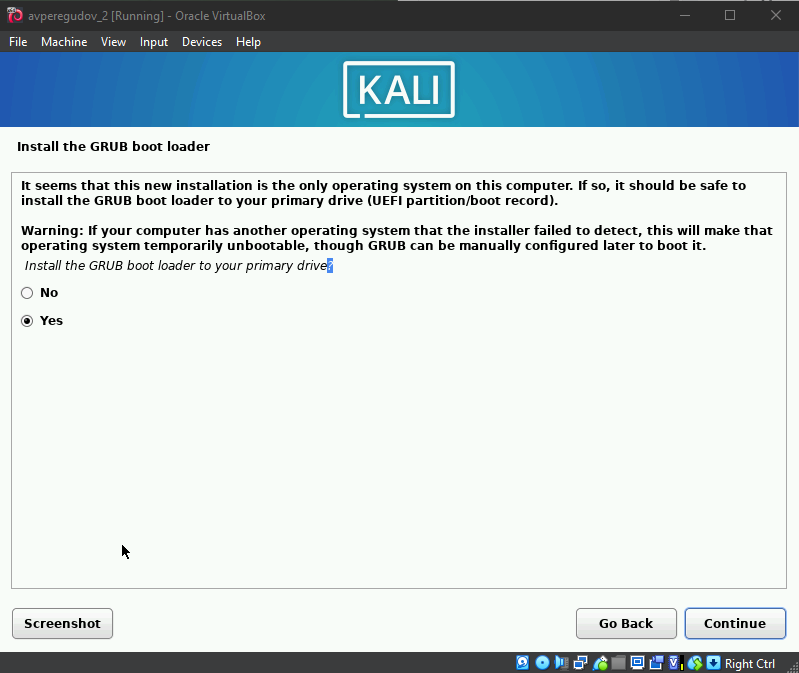 avperegudov_2 [Running] - Oracle VirtualBox
File Machine View Input Devices Help
KALI
Install the GRUB boot loader
It seems that this new installation is the only operating system on this computer. If so, it should be safe to
install the GRUB boot loader to your primary drive (UEFI partition/boot record).
Warning: If your computer has another operating system that the installer failed to detect, this will make that
operating system temporarily unbootable, though GRUB can be manually configured later to boot it.
Install the GRUB boot loader to your primary drive?
No
Yes
Screenshot
Go Back
Continue
Right Ctrl